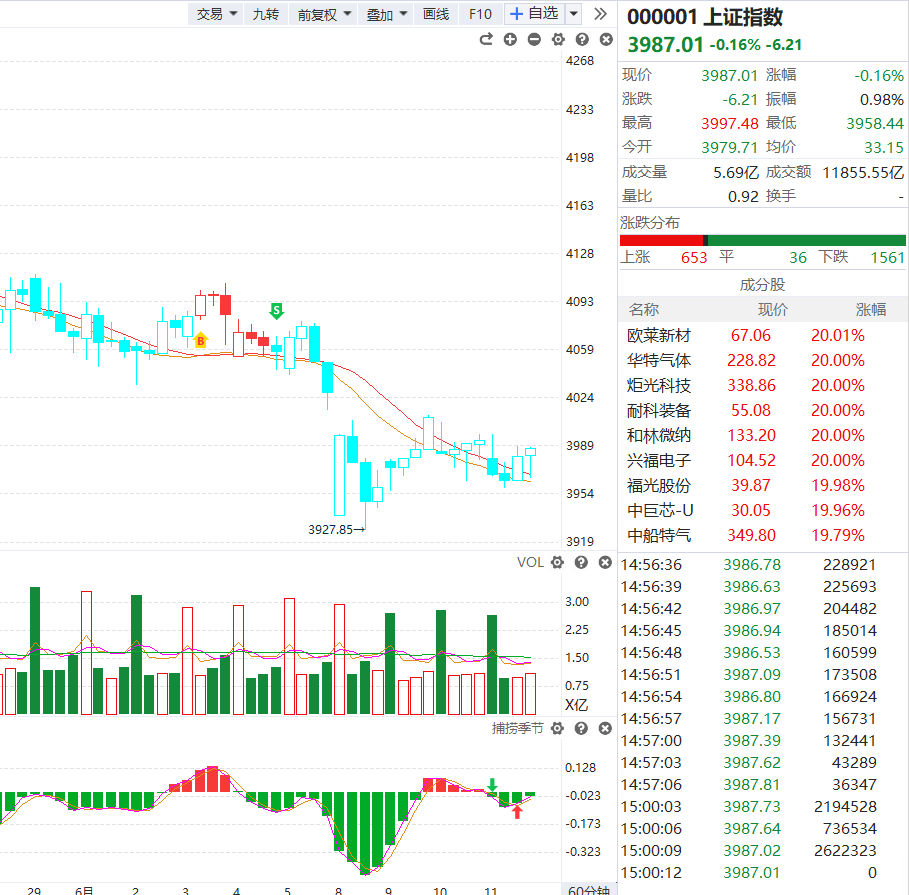 交易 九转 前复权 叠加 画线 F10 + 自选
000001 上证指数
3987.01 -0.16% -6.21
现价 3987.01 涨幅 -0.16%
涨跌 -6.21 振幅 0.98%
最高 3997.48 最低 3958.44
今开 3979.71 均价 33.15
成交量 5.69亿 成交额 11855.55亿
量比 0.92 换手 -
涨跌分布
上涨 653 平 36 下跌 1561
成分股
名称 现价 涨幅
欧莱新材 67.06 20.01%
华特气体 228.82 20.00%
炬光科技 338.86 20.00%
耐科装备 55.08 20.00%
和林微纳 133.20 20.00%
兴福电子 104.52 20.00%
福光股份 39.87 19.98%
中巨芯-U 30.05 19.96%
中船特气 349.80 19.79%
14:56:36 3986.78 228921
14:56:39 3986.63 225693
14:56:42 3986.97 204482
14:56:45 3986.94 185014
14:56:48 3986.53 160599
14:56:51 3987.09 173508
14:56:54 3986.80 166924
14:56:57 3987.17 156731
14:57:00 3987.39 132441
14:57:03 3987.62 43289
14:57:06 3987.81 36347
15:00:03 3987.73 2194528
15:00:06 3987.64 736534
15:00:09 3987.02 2622323
15:00:12 3987.01 0
4268
4233
4198
4163
4128
4093
4059
4024
3989
3954
3919
S
B
3927.85→
VOL
3.00
2.25
1.50
0.75
X亿
捕捞季节
0.128
-0.023
-0.173
-0.323
29 6月 2 3 4 5 8 9 10 11 60分钟